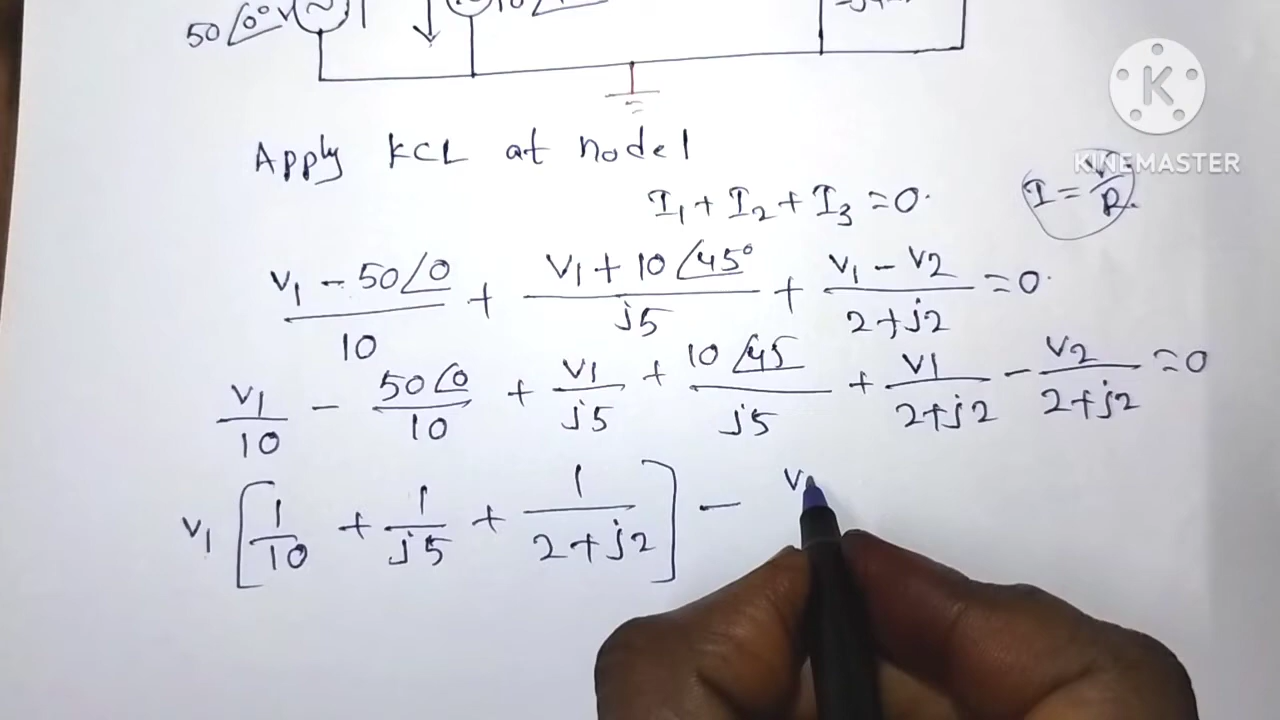 50∠0° V
10∠
Apply KCL at node1
I₁ + I₂ + I₃ = 0.
I = V/R.
K
KINEMASTER
(V₁ - 50∠0)/10 + (V₁ + 10∠45°)/j5 + (V₁ - V₂)/(2+j2) = 0.
V₁/10 - 50∠0/10 + V₁/j5 + 10∠45/j5 + V₁/(2+j2) - V₂/(2+j2) = 0
V₁ [1/10 + 1/j5 + 1/(2+j2)] - V